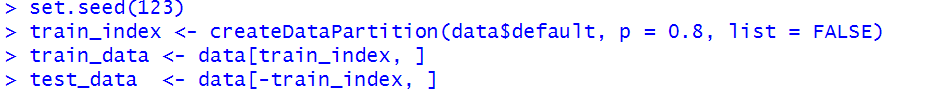 > set.seed(123)
> train_index <- createDataPartition(data$default, p = 0.8, list = FALSE)
> train_data <- data[train_index, ]
> test_data  <- data[-train_index, ]